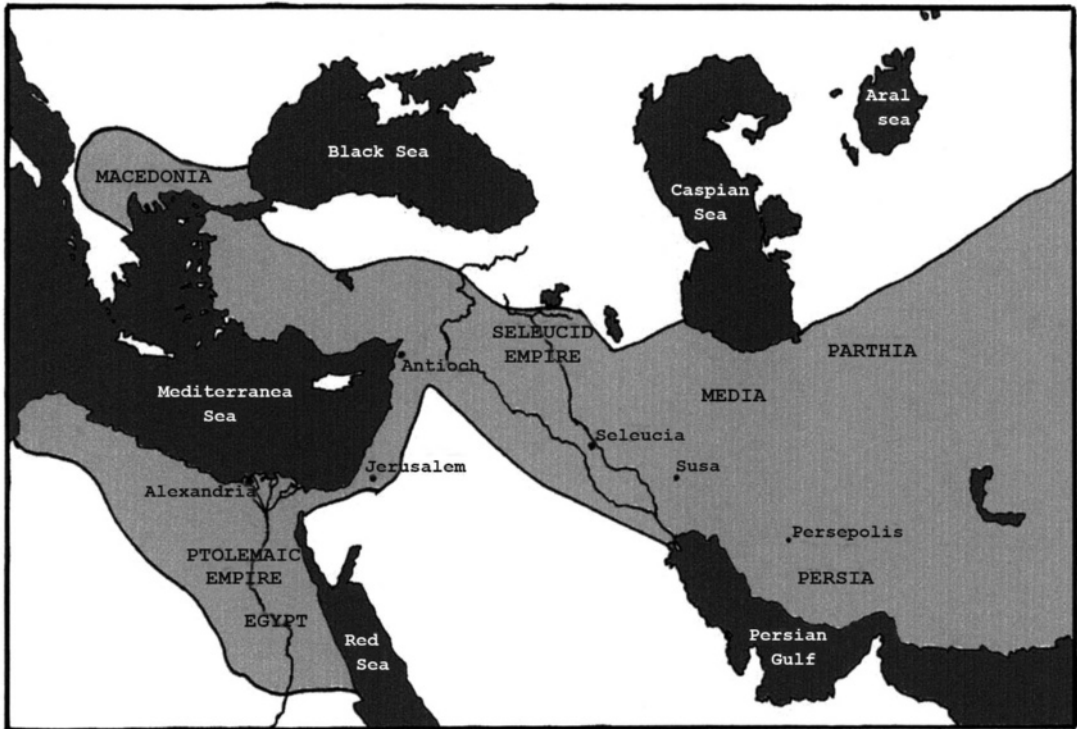 Aral
sea
Black Sea
MACEDONIA
Caspian
Sea
SELEUCID
EMPIRE
PARTHIA
Antioch
Mediterranea
Sea
MEDIA
Seleucia
Jerusalem
Susa
Alexandria
Persepolis
PTOLEMAIC
EMPIRE
PERSIA
EGYPT
Red
Sea
Persian
Gulf